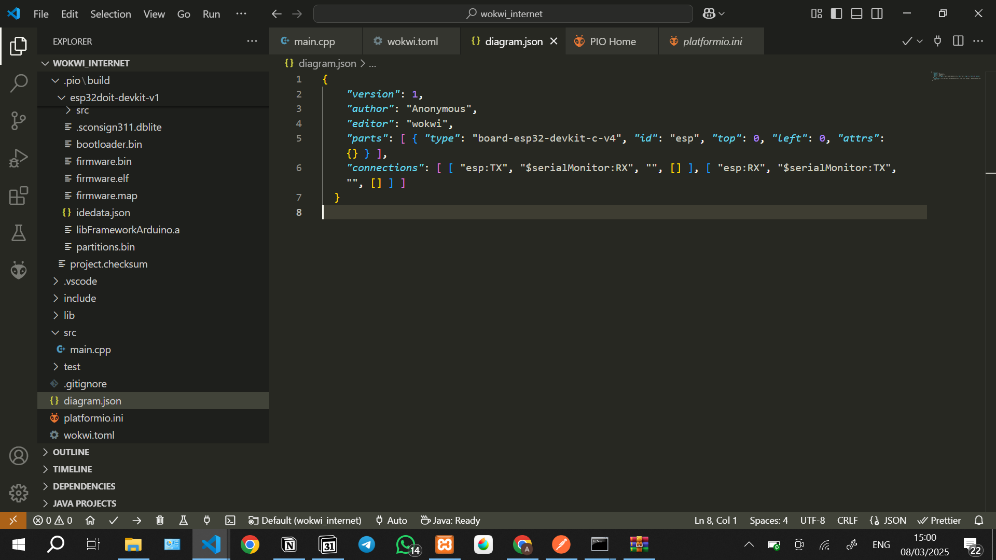 File Edit Selection View Go Run ···
wokwi_internet
EXPLORER ···
main.cpp
wokwi.toml
diagram.json
PIO Home
platformio.ini
WOKWI_INTERNET
.pio \ build
esp32doit-devkit-v1
src
.sconsign311.dblite
bootloader.bin
firmware.bin
firmware.elf
firmware.map
idedata.json
libFrameworkArduino.a
partitions.bin
project.checksum
.vscode
include
lib
src
main.cpp
test
.gitignore
diagram.json
platformio.ini
wokwi.toml
OUTLINE
TIMELINE
DEPENDENCIES
JAVA PROJECTS
{} diagram.json > ...
1 {
2 "version": 1,
3 "author": "Anonymous",
4 "editor": "wokwi",
5 "parts": [ { "type": "board-esp32-devkit-c-v4", "id": "esp", "top": 0, "left": 0, "attrs":
{} } ],
6 "connections": [ [ "esp:TX", "$serialMonitor:RX", "", [] ], [ "esp:RX", "$serialMonitor:TX",
"", [] ] ]
7 }
8
0 0 Default (wokwi internet) Auto Java: Ready Ln 8, Col 1 Spaces: 4 UTF-8 CRLF {} JSON Prettier
31
14
A
ENG
15:00
08/03/2025
22